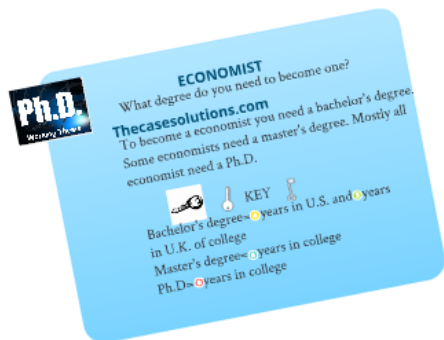 ECONOMIST
What degree do you need to become one?
Ph.D.
Thecasesolutions.com
To become a economist you need a bachelor's degree.
Some economists need a master's degree. Mostly all
economist need a Ph.D.
KEY
Bachelor's degree= years in U.S. and years
in U.K. of college
Master's degree= years in college
Ph.D= years in college